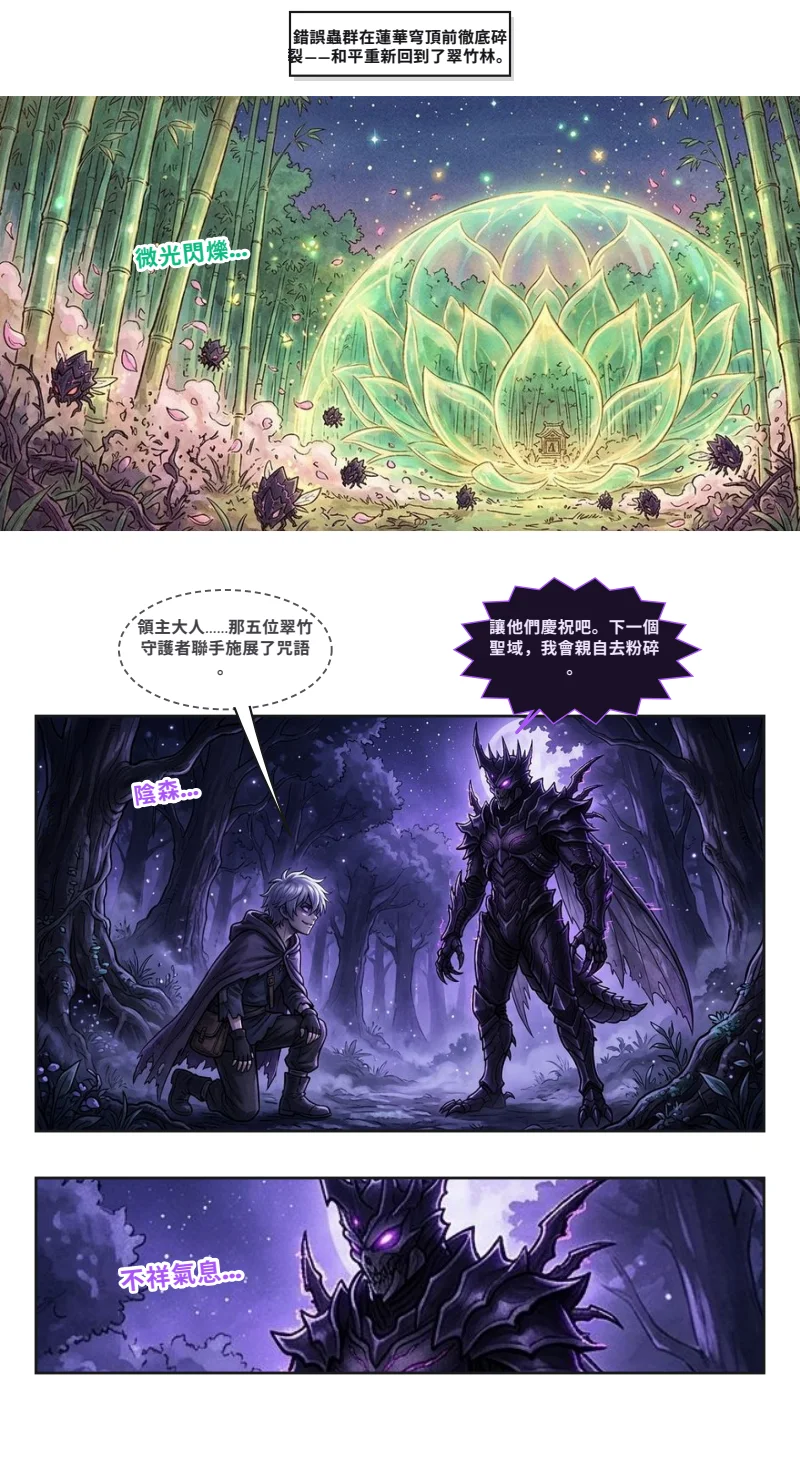 錯誤蟲群在蓮華穹頂前徹底碎
裂——和平重新回到了翠竹林。
微光閃爍...
領主大人......那五位翠竹
守護者聯手施展了咒語
。
讓他們慶祝吧。下一個
聖域，我會親自去粉碎
。
陰森...
不祥氣息...